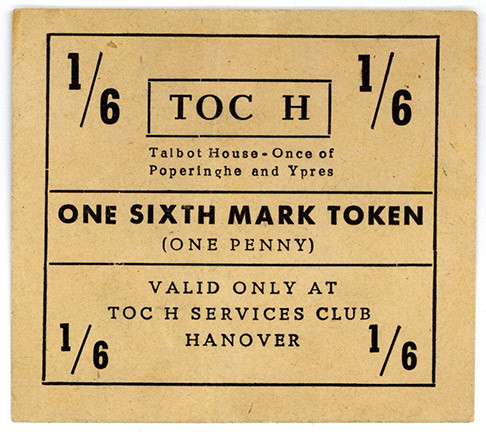 1/6 1/6
TOC H
Talbot House - Once of
Poperinghe and Ypres
ONE SIXTH MARK TOKEN
(ONE PENNY)
VALID ONLY AT
TOC H SERVICES CLUB
HANOVER
1/6 1/6